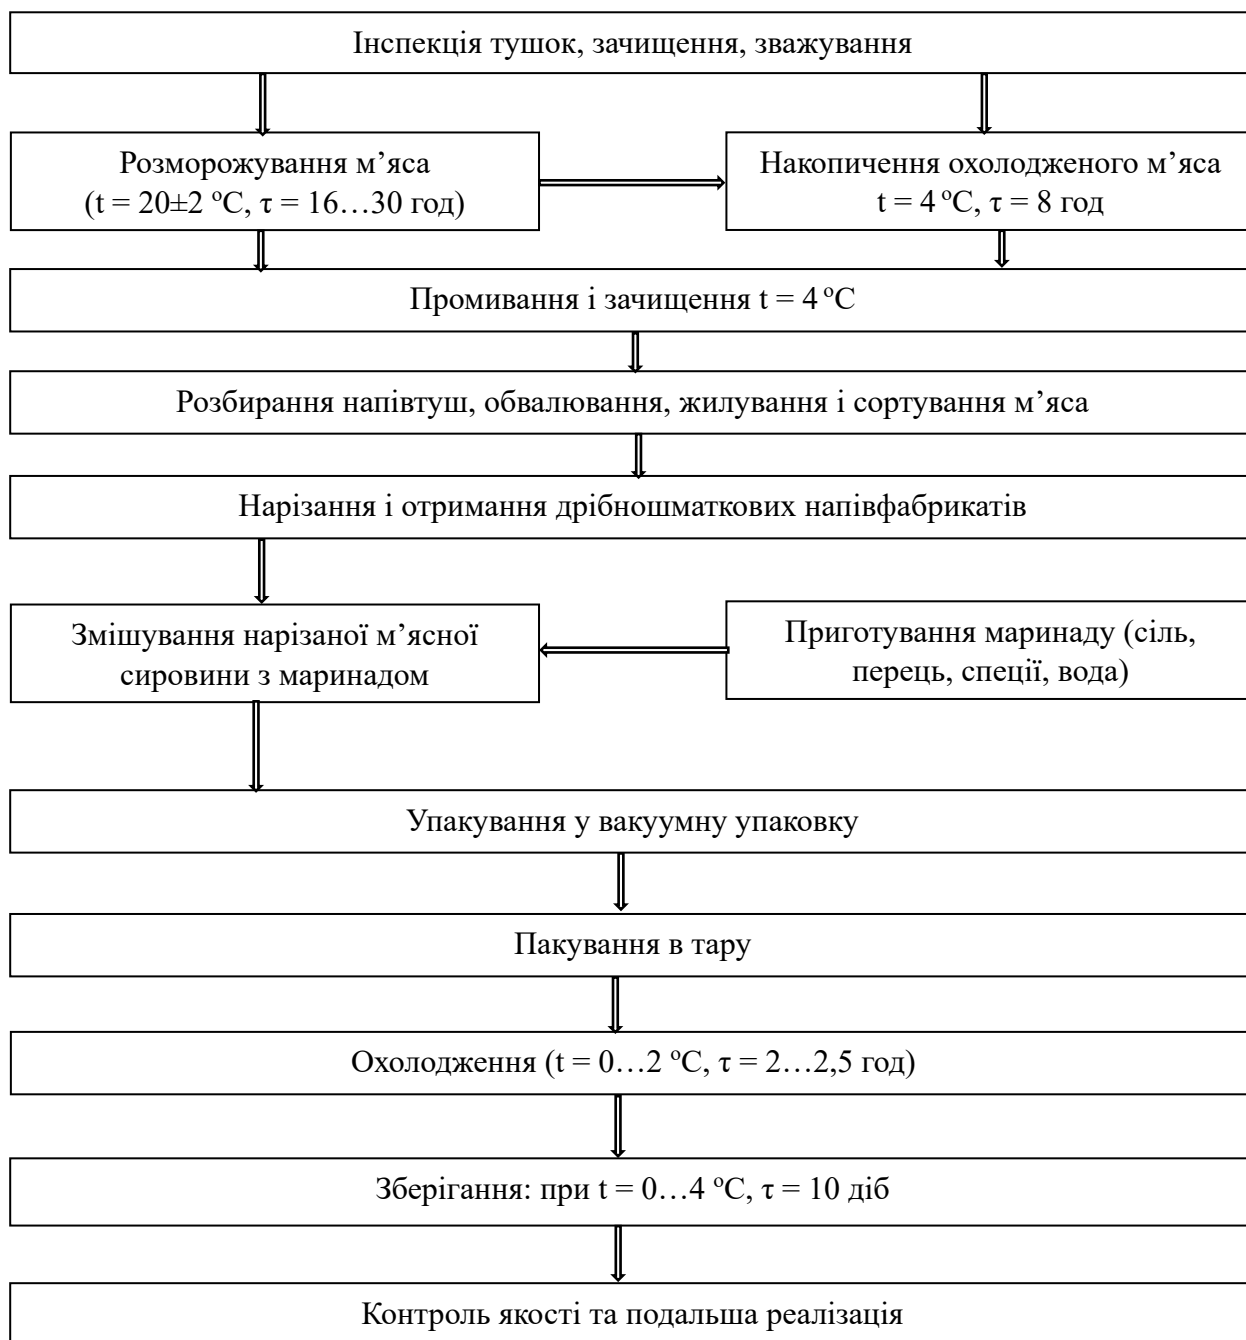 Інспекція тушок, зачищення, зважування
Розморожування м’яса
(t = 20±2 ºС, τ = 16…30 год)
Накопичення охолодженого м’яса
t = 4 ºС, τ = 8 год
Промивання і зачищення t = 4 ºС
Розбирання напівтуш, обвалювання, жилування і сортування м’яса
Нарізання і отримання дрібношматкових напівфабрикатів
Змішування нарізаної м’ясної
сировини з маринадом
Приготування маринаду (сіль,
перець, спеції, вода)
Упакування у вакуумну упаковку
Пакування в тару
Охолодження (t = 0…2 ºС, τ = 2…2,5 год)
Зберігання: при t = 0…4 ºС, τ = 10 діб
Контроль якості та подальша реалізація